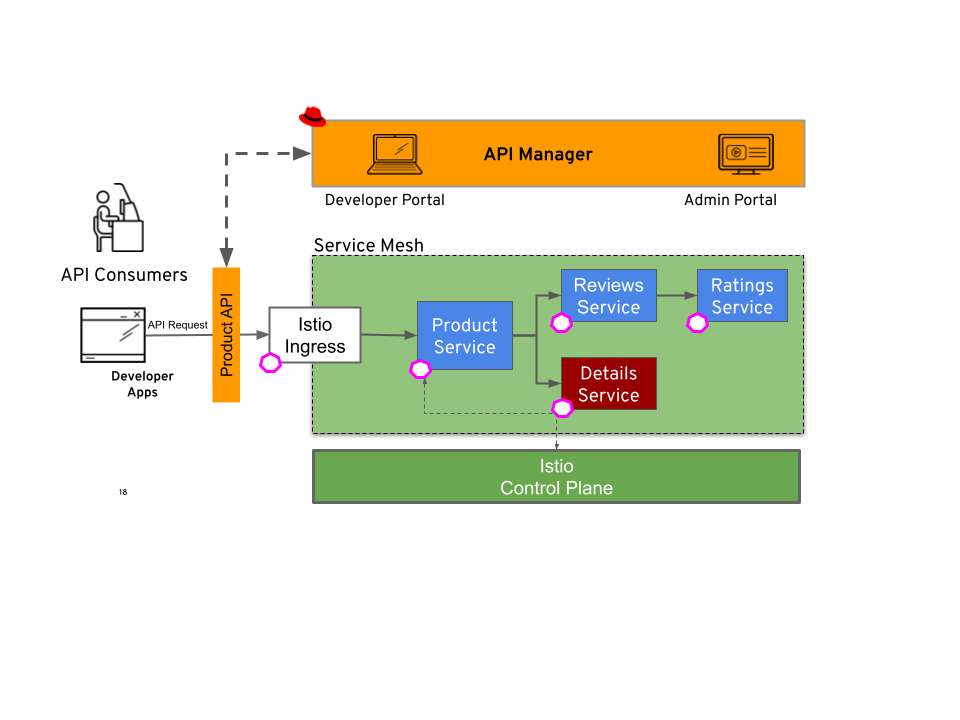 API Manager
Developer Portal
Admin Portal
Service Mesh
API Consumers
API Request
Developer
Apps
Product API
Istio
Ingress
Product
Service
Reviews
Service
Ratings
Service
Details
Service
Istio
Control Plane
18